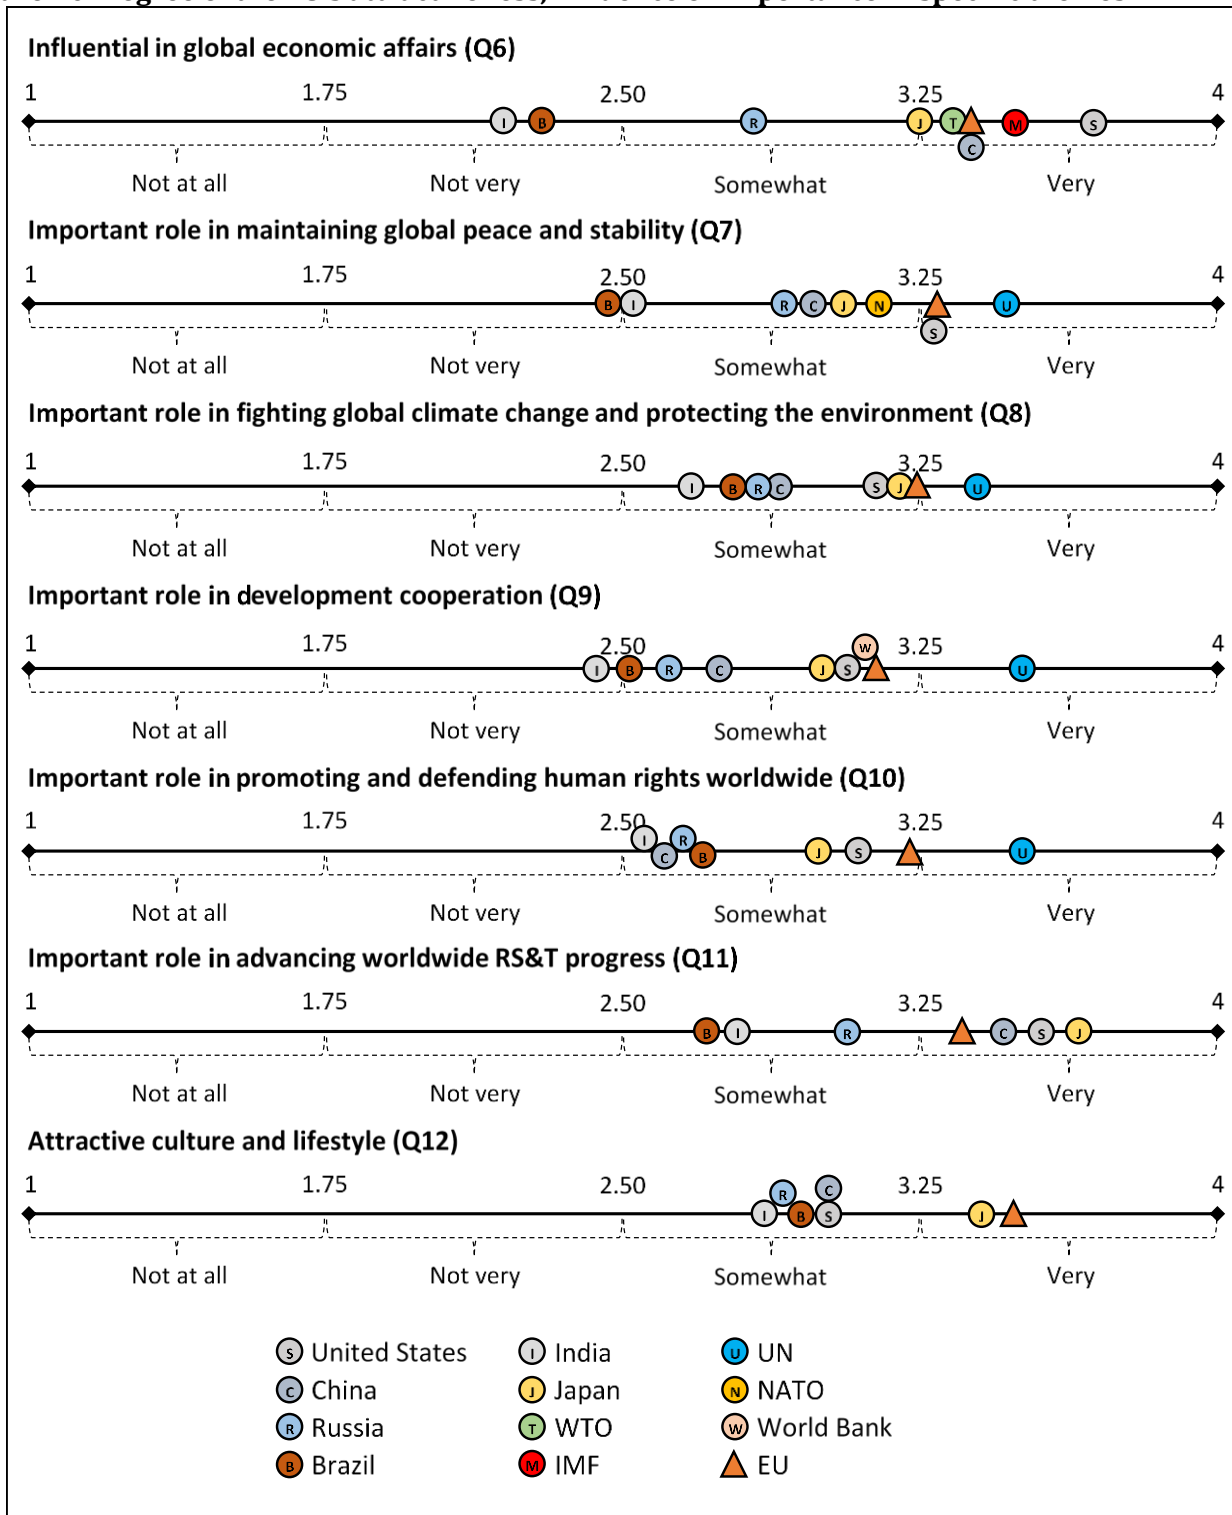 Influential in global economic affairs (Q6)
1 1.75 2.50 3.25 4
I B R J T C M S
Not at all Not very Somewhat Very
Important role in maintaining global peace and stability (Q7)
1 1.75 2.50 3.25 4
B I R C J N S U
Not at all Not very Somewhat Very
Important role in fighting global climate change and protecting the environment (Q8)
1 1.75 2.50 3.25 4
I B R C S J U
Not at all Not very Somewhat Very
Important role in development cooperation (Q9)
1 1.75 2.50 3.25 4
I B R C J S W U
Not at all Not very Somewhat Very
Important role in promoting and defending human rights worldwide (Q10)
1 1.75 2.50 3.25 4
I C R B J S U
Not at all Not very Somewhat Very
Important role in advancing worldwide RS&T progress (Q11)
1 1.75 2.50 3.25 4
B I R C S J
Not at all Not very Somewhat Very
Attractive culture and lifestyle (Q12)
1 1.75 2.50 3.25 4
I R B C S J
Not at all Not very Somewhat Very
S United States I India U UN
C China J Japan N NATO
R Russia T WTO W World Bank
B Brazil M IMF EU